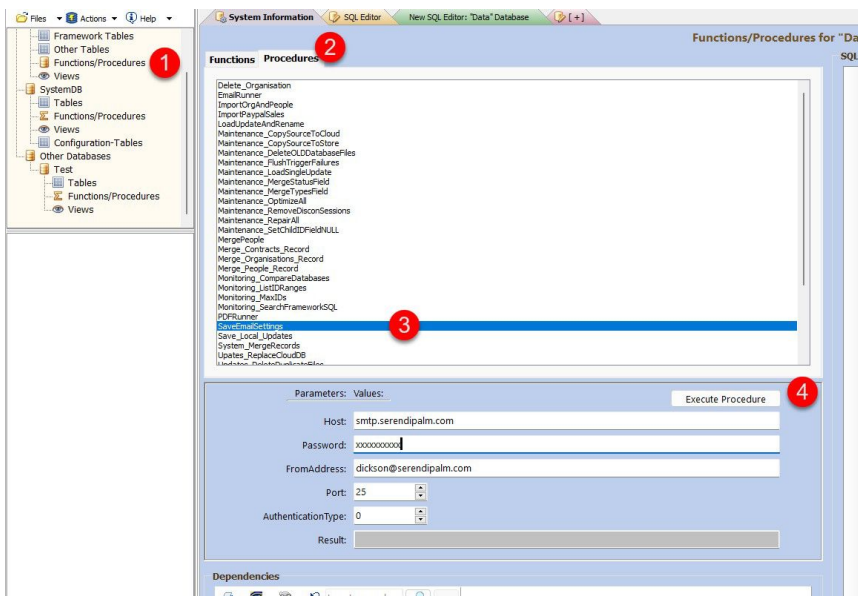 Files Actions Help
Framework Tables
Other Tables
Functions/Procedures
1
Views
SystemDB
Tables
Functions/Procedures
Views
Configuration-Tables
Other Databases
Test
Tables
Functions/Procedures
Views
System Information SQL Editor New SQL Editor: "Data" Database [+]
Functions/Procedures for "Da
SQL
2
Functions Procedures
Delete_Organisation
EmailRunner
ImportOrgAndPeople
ImportPaypalSales
LoadUpdateAndRename
Maintenance_CopySourceToCloud
Maintenance_CopySourceToStore
Maintenance_DeleteOLDDatabaseFiles
Maintenance_FlushTriggerFailures
Maintenance_LoadSingleUpdate
Maintenance_MergeStatusField
Maintenance_MergeTypesField
Maintenance_OptimizeAll
Maintenance_RemoveDisconSessions
Maintenance_RepairAll
Maintenance_SetChildIDFieldNULL
MergePeople
Merge_Contracts_Record
Merge_Organisations_Record
Merge_People_Record
Monitoring_CompareDatabases
Monitoring_ListIDRanges
Monitoring_MaxIDs
Monitoring_SearchFrameworkSQL
PDFRunner
SaveEmailSettings
3
Save_Local_Updates
System_MergeRecords
Upates_ReplaceCloudDB
Updates_DeleteDuplicateFiles
Parameters: Values:
Execute Procedure
4
Host: smtp.serendipalm.com
Password: xxxxxxxxxx
FromAddress: dickson@serendipalm.com
Port: 25
AuthenticationType: 0
Result:
Dependencies